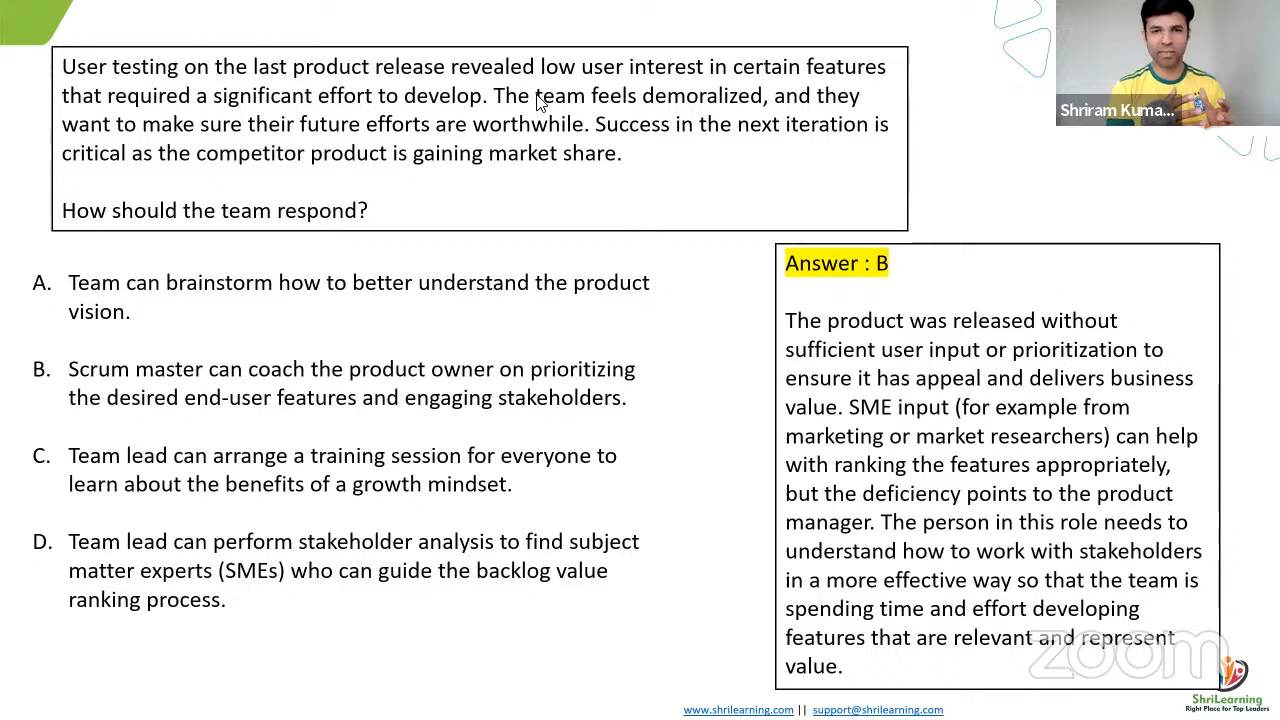 User testing on the last product release revealed low user interest in certain features
that required a significant effort to develop. The team feels demoralized, and they
want to make sure their future efforts are worthwhile. Success in the next iteration is
critical as the competitor product is gaining market share.
How should the team respond?
Shriram Kuma...
A. Team can brainstorm how to better understand the product
vision.
B. Scrum master can coach the product owner on prioritizing
the desired end-user features and engaging stakeholders.
C. Team lead can arrange a training session for everyone to
learn about the benefits of a growth mindset.
D. Team lead can perform stakeholder analysis to find subject
matter experts (SMEs) who can guide the backlog value
ranking process.
Answer : B
The product was released without
sufficient user input or prioritization to
ensure it has appeal and delivers business
value. SME input (for example from
marketing or market researchers) can help
with ranking the features appropriately,
but the deficiency points to the product
manager. The person in this role needs to
understand how to work with stakeholders
in a more effective way so that the team is
spending time and effort developing
features that are relevant and represent
value.
zoom
ShriLearning
Right Place for Top Leaders
www.shrilearning.com || support@shrilearning.com